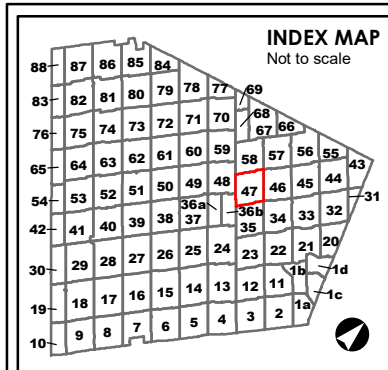 INDEX MAP
Not to scale
88 87 86 85 84
83 82 81 80 79 78 77 69
76 75 74 73 72 71 70 68 67 66
65 64 63 62 61 60 59 58 57 56 55 43
54 53 52 51 50 49 48 47 46 45 44 31
42 41 40 39 38 37 36a 36b 35 34 33 32
30 29 28 27 26 25 24 23 22 21 20
19 18 17 16 15 14 13 12 11 1b 1d
10 9 8 7 6 5 4 3 2 1a 1c